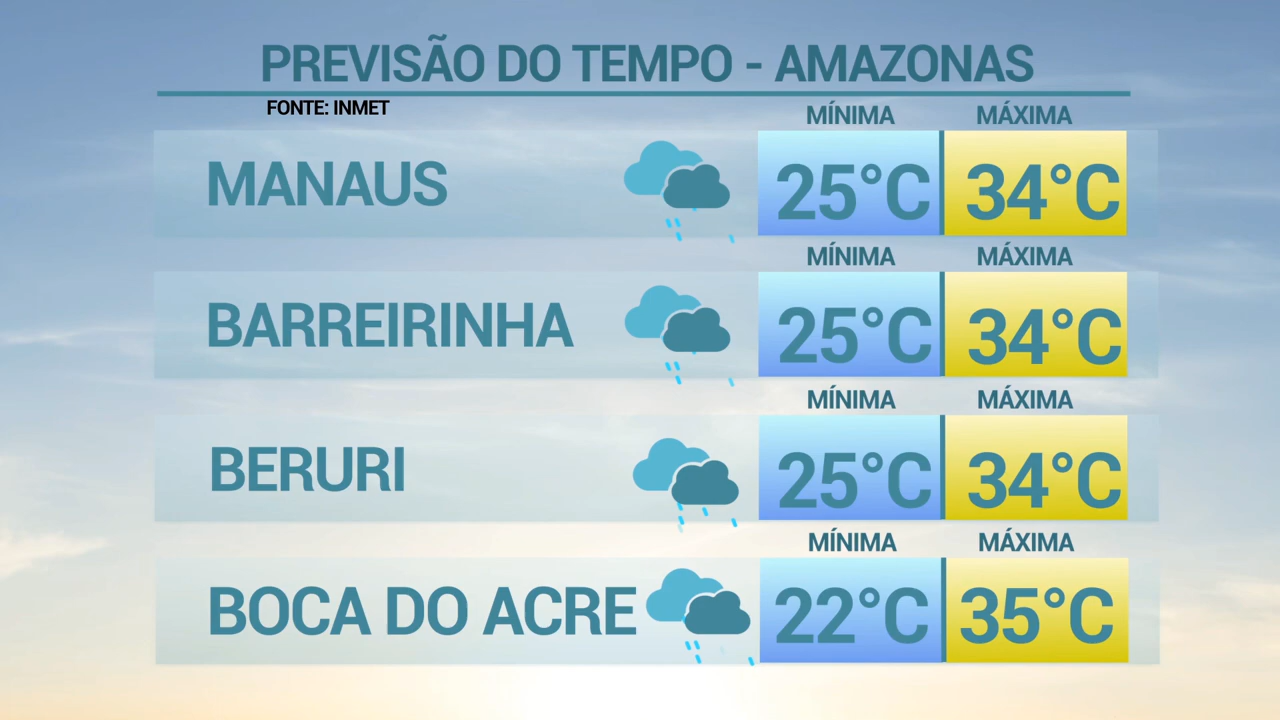 PREVISÃO DO TEMPO - AMAZONAS
FONTE: INMET
MÍNIMA MÁXIMA
MANAUS 25°C 34°C
MÍNIMA MÁXIMA
BARREIRINHA 25°C 34°C
MÍNIMA MÁXIMA
BERURI 25°C 34°C
MÍNIMA MÁXIMA
BOCA DO ACRE 22°C 35°C